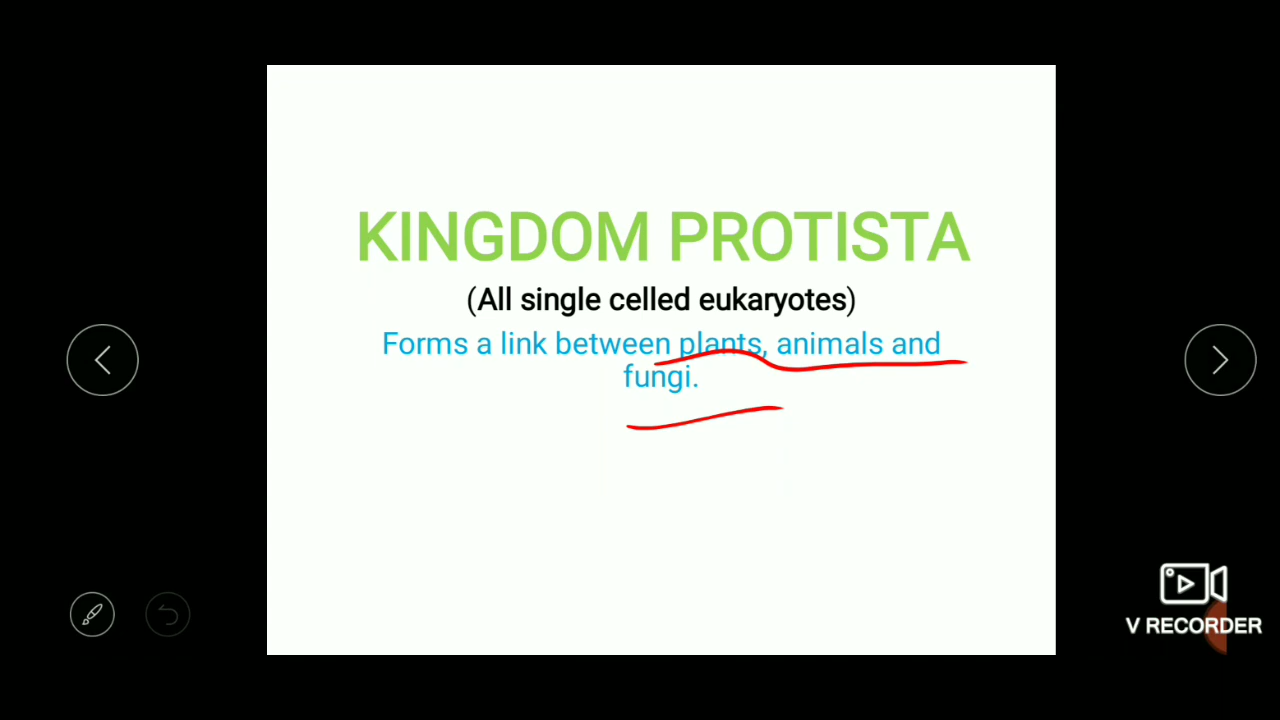 KINGDOM PROTISTA
(All single celled eukaryotes)
Forms a link between plants, animals and
fungi.
V RECORDER